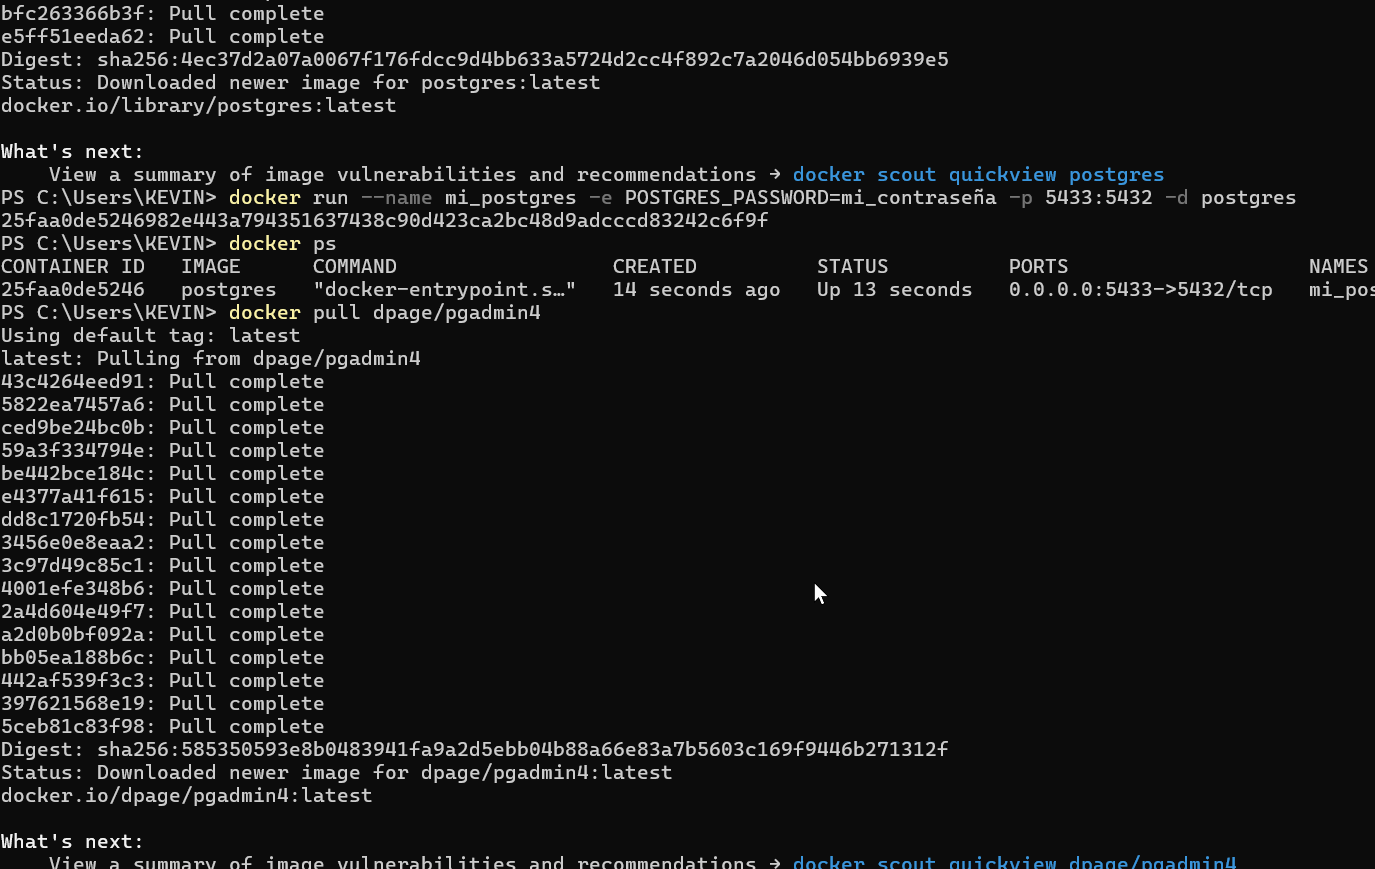 bfc263366b3f: Pull complete
e5ff51eeda62: Pull complete
Digest: sha256:4ec37d2a07a0067f176fdcc9d4bb633a5724d2cc4f892c7a2046d054bb6939e5
Status: Downloaded newer image for postgres:latest
docker.io/library/postgres:latest

What's next:
    View a summary of image vulnerabilities and recommendations → docker scout quickview postgres
PS C:\Users\KEVIN> docker run --name mi_postgres -e POSTGRES_PASSWORD=mi_contraseña -p 5433:5432 -d postgres
25faa0de5246982e443a794351637438c90d423ca2bc48d9adcccd83242c6f9f
PS C:\Users\KEVIN> docker ps
CONTAINER ID   IMAGE      COMMAND                  CREATED          STATUS          PORTS                    NAMES
25faa0de5246   postgres   "docker-entrypoint.s…"   14 seconds ago   Up 13 seconds   0.0.0.0:5433->5432/tcp   mi_pos
PS C:\Users\KEVIN> docker pull dpage/pgadmin4
Using default tag: latest
latest: Pulling from dpage/pgadmin4
43c4264eed91: Pull complete
5822ea7457a6: Pull complete
ced9be24bc0b: Pull complete
59a3f334794e: Pull complete
be442bce184c: Pull complete
e4377a41f615: Pull complete
dd8c1720fb54: Pull complete
3456e0e8eaa2: Pull complete
3c97d49c85c1: Pull complete
4001efe348b6: Pull complete
2a4d604e49f7: Pull complete
a2d0b0bf092a: Pull complete
bb05ea188b6c: Pull complete
442af539f3c3: Pull complete
397621568e19: Pull complete
5ceb81c83f98: Pull complete
Digest: sha256:585350593e8b0483941fa9a2d5ebb04b88a66e83a7b5603c169f9446b271312f
Status: Downloaded newer image for dpage/pgadmin4:latest
docker.io/dpage/pgadmin4:latest

What's next:
    View a summary of image vulnerabilities and recommendations → docker scout quickview dpage/pgadmin4